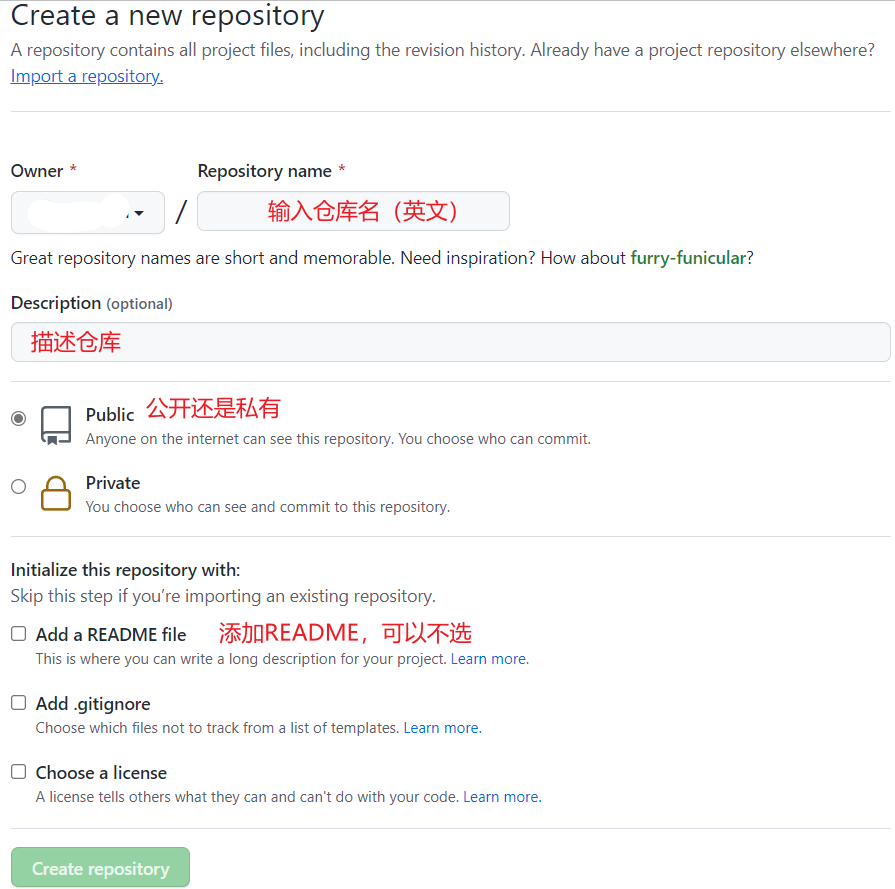 Create a new repository
A repository contains all project files, including the revision history. Already have a project repository elsewhere?
Import a repository.
Owner *
Repository name *
/
输入仓库名（英文）
Great repository names are short and memorable. Need inspiration? How about furry-funicular?
Description (optional)
描述仓库
Public 公开还是私有
Anyone on the internet can see this repository. You choose who can commit.
Private
You choose who can see and commit to this repository.
Initialize this repository with:
Skip this step if you’re importing an existing repository.
Add a README file 添加README，可以不选
This is where you can write a long description for your project. Learn more.
Add .gitignore
Choose which files not to track from a list of templates. Learn more.
Choose a license
A license tells others what they can and can't do with your code. Learn more.
Create repository